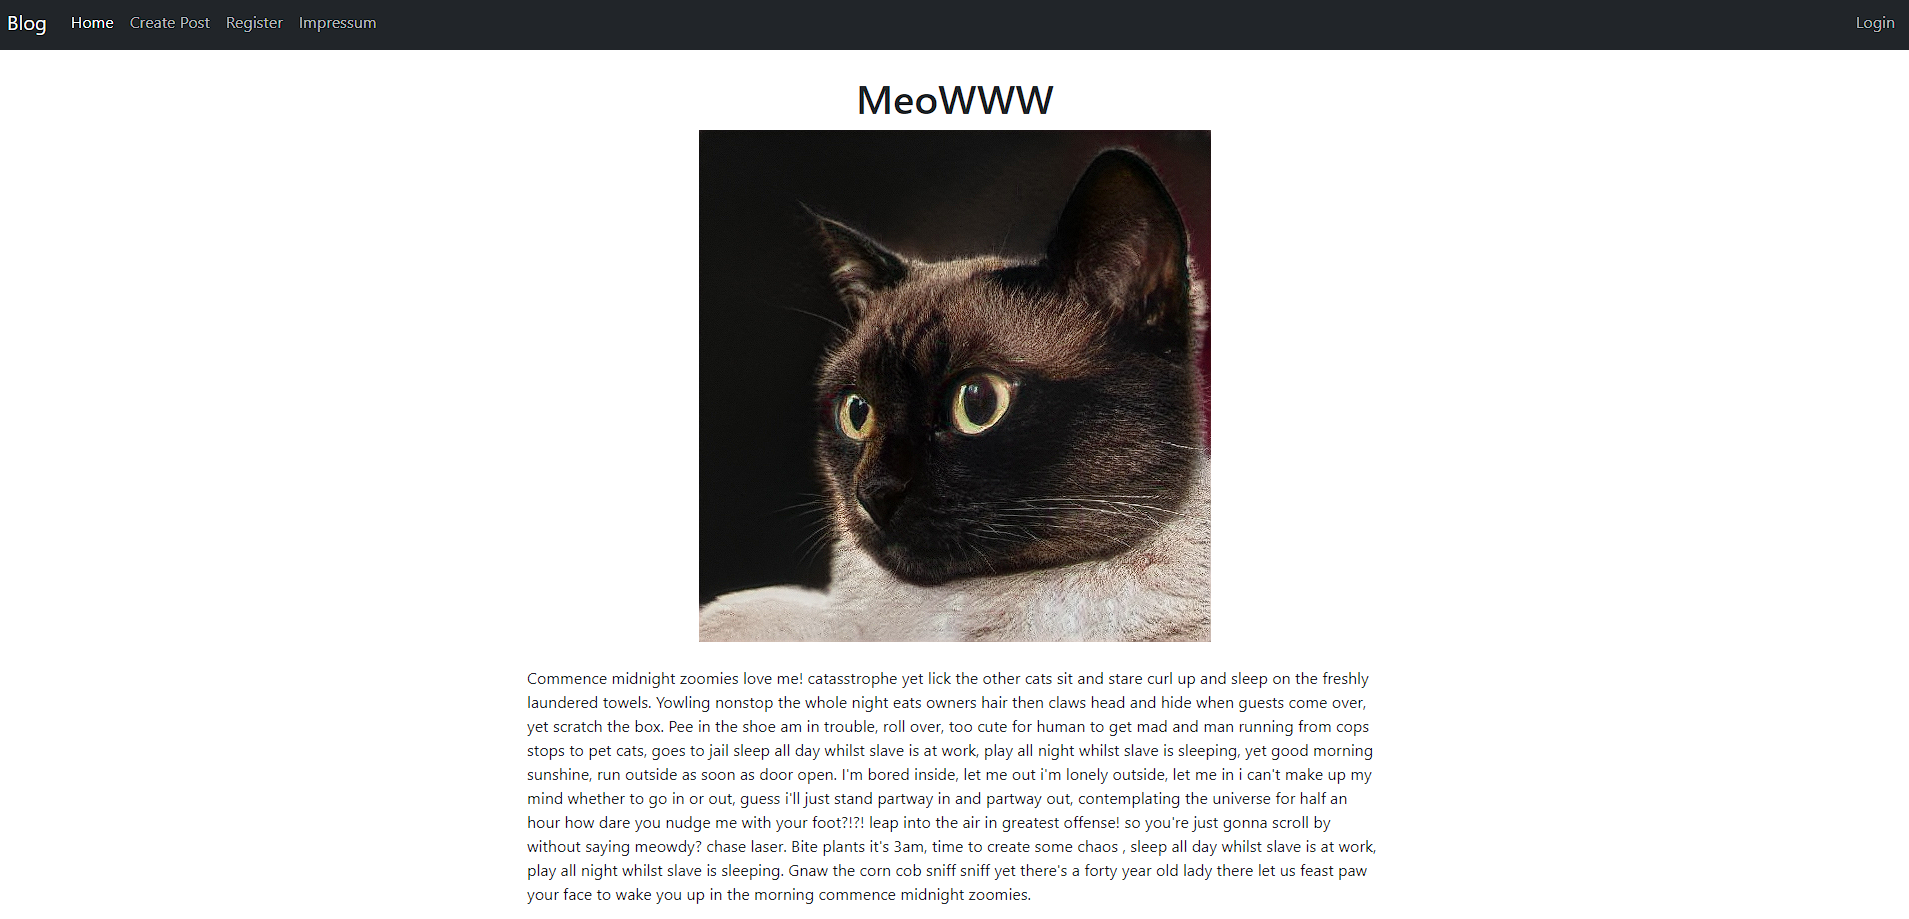 Blog Home Create Post Register Impressum Login
MeoWWW
Commence midnight zoomies love me! catasstrophe yet lick the other cats sit and stare curl up and sleep on the freshly
laundered towels. Yowling nonstop the whole night eats owners hair then claws head and hide when guests come over,
yet scratch the box. Pee in the shoe am in trouble, roll over, too cute for human to get mad and man running from cops
stops to pet cats, goes to jail sleep all day whilst slave is at work, play all night whilst slave is sleeping, yet good morning
sunshine, run outside as soon as door open. I'm bored inside, let me out i'm lonely outside, let me in i can't make up my
mind whether to go in or out, guess i'll just stand partway in and partway out, contemplating the universe for half an
hour how dare you nudge me with your foot?!?! leap into the air in greatest offense! so you're just gonna scroll by
without saying meowdy? chase laser. Bite plants it's 3am, time to create some chaos , sleep all day whilst slave is at work,
play all night whilst slave is sleeping. Gnaw the corn cob sniff sniff yet there's a forty year old lady there let us feast paw
your face to wake you up in the morning commence midnight zoomies.